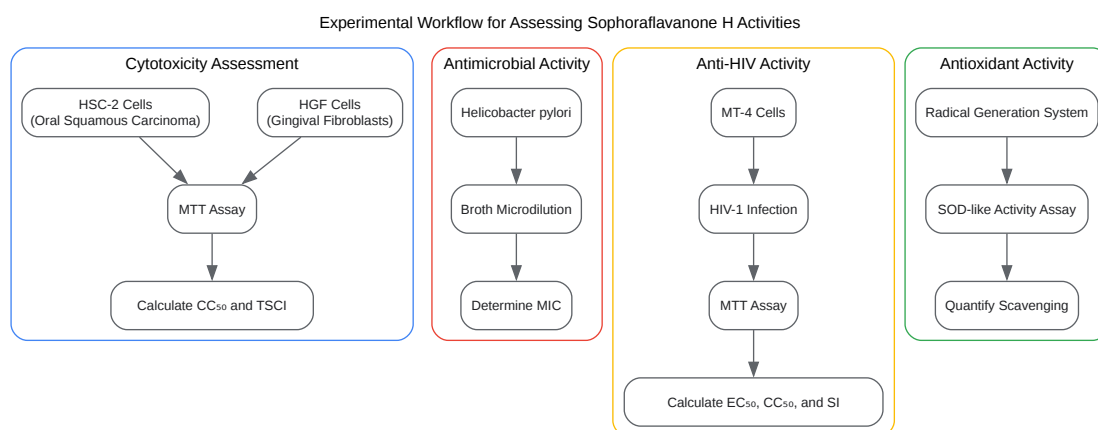 Experimental Workflow for Assessing Sophoraflavanone H Activities
Cytotoxicity Assessment
HSC-2 Cells
(Oral Squamous Carcinoma)
HGF Cells
(Gingival Fibroblasts)
MTT Assay
Calculate CC₅₀ and TSCI
Antimicrobial Activity
Helicobacter pylori
Broth Microdilution
Determine MIC
Anti-HIV Activity
MT-4 Cells
HIV-1 Infection
MTT Assay
Calculate EC₅₀, CC₅₀, and SI
Antioxidant Activity
Radical Generation System
SOD-like Activity Assay
Quantify Scavenging